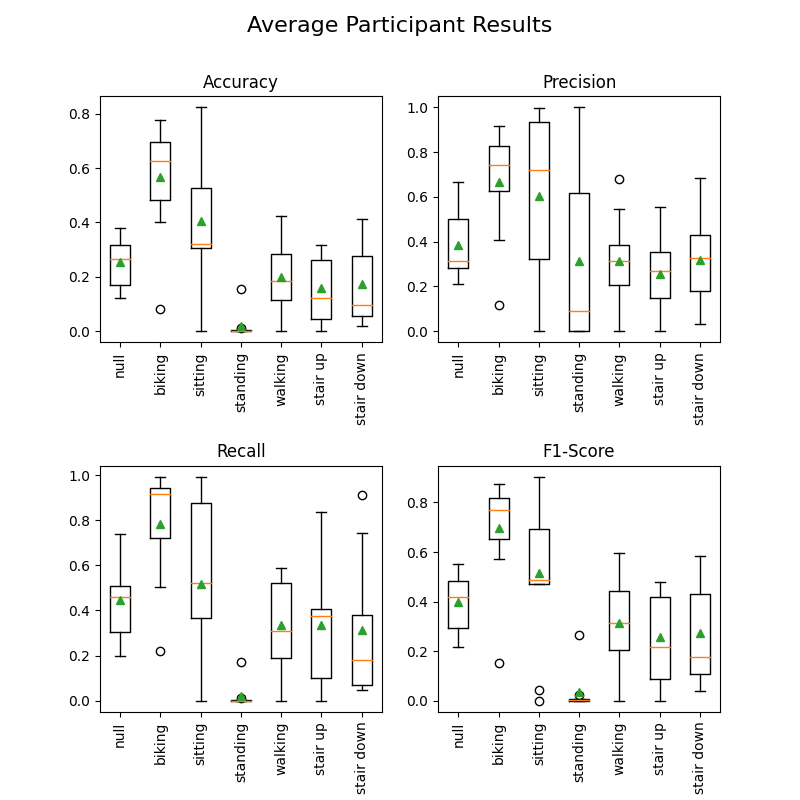 Average Participant Results
Accuracy
0.8
0.6
0.4
0.2
0.0
null
biking
sitting
standing
walking
stair up
stair down
Precision
1.0
0.8
0.6
0.4
0.2
0.0
null
biking
sitting
standing
walking
stair up
stair down
Recall
1.0
0.8
0.6
0.4
0.2
0.0
null
biking
sitting
standing
walking
stair up
stair down
F1-Score
0.8
0.6
0.4
0.2
0.0
null
biking
sitting
standing
walking
stair up
stair down